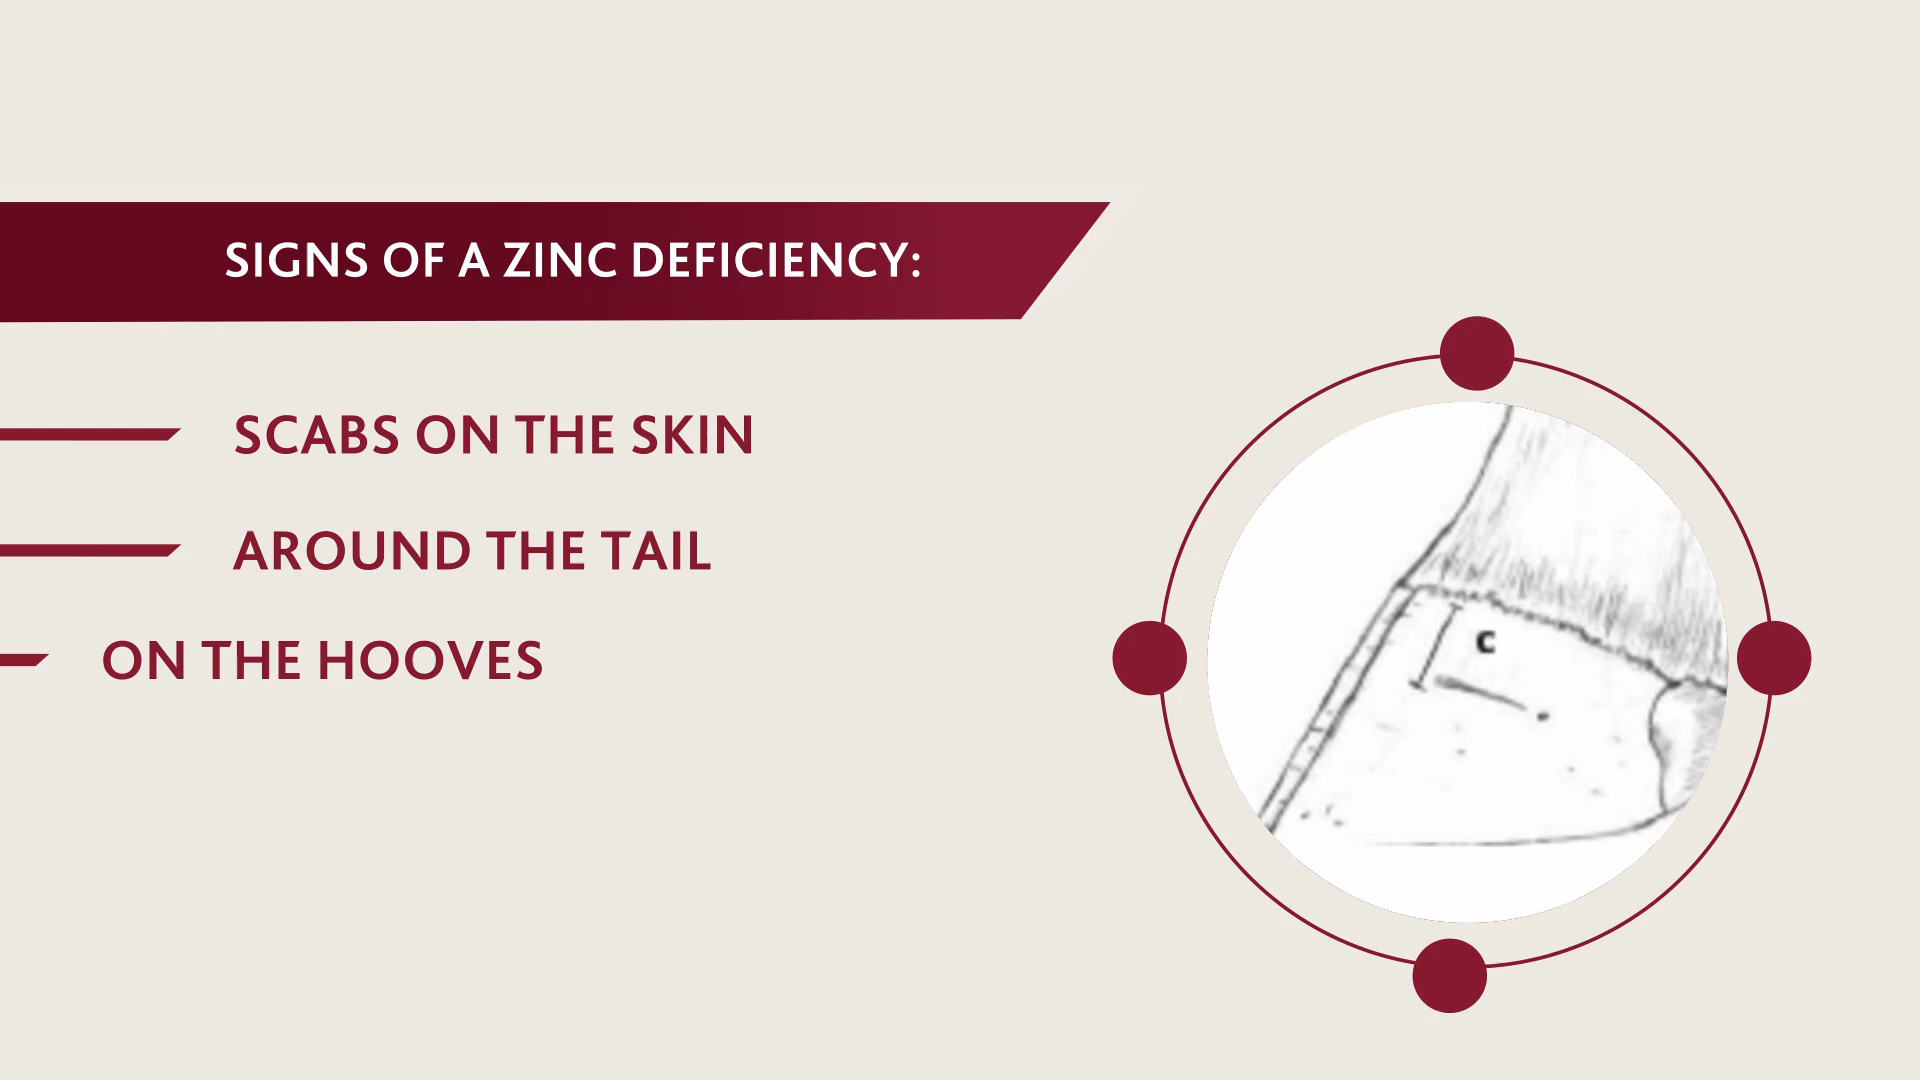 SIGNS OF A ZINC DEFICIENCY:
SCABS ON THE SKIN
AROUND THE TAIL
ON THE HOOVES
c